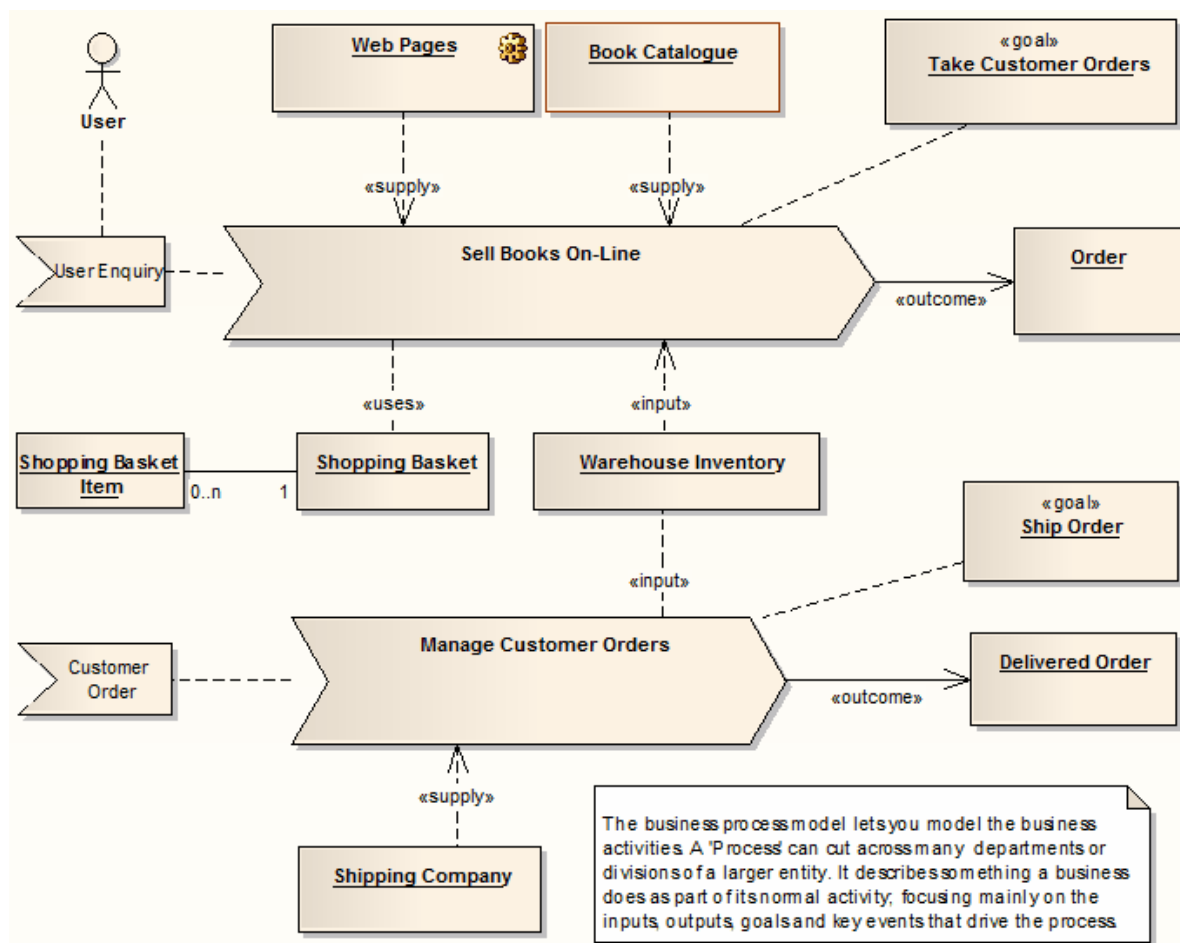 Web Pages
Book Catalogue
«goal»
Take Customer Orders
User
«supply»
«supply»
User Enquiry
Sell Books On-Line
Order
«outcome»
«uses»
«input»
Shopping Basket
Item
0..n
1
Shopping Basket
Warehouse Inventory
«goal»
Ship Order
«input»
Customer
Order
Manage Customer Orders
Delivered Order
«outcome»
«supply»
Shipping Company
The business process model lets you model the business
activities. A 'Process' can cut across many departments or
divisions of a larger entity. It describes something a business
does as part of its normal activity; focusing mainly on the
inputs, outputs, goals and key events that drive the process.